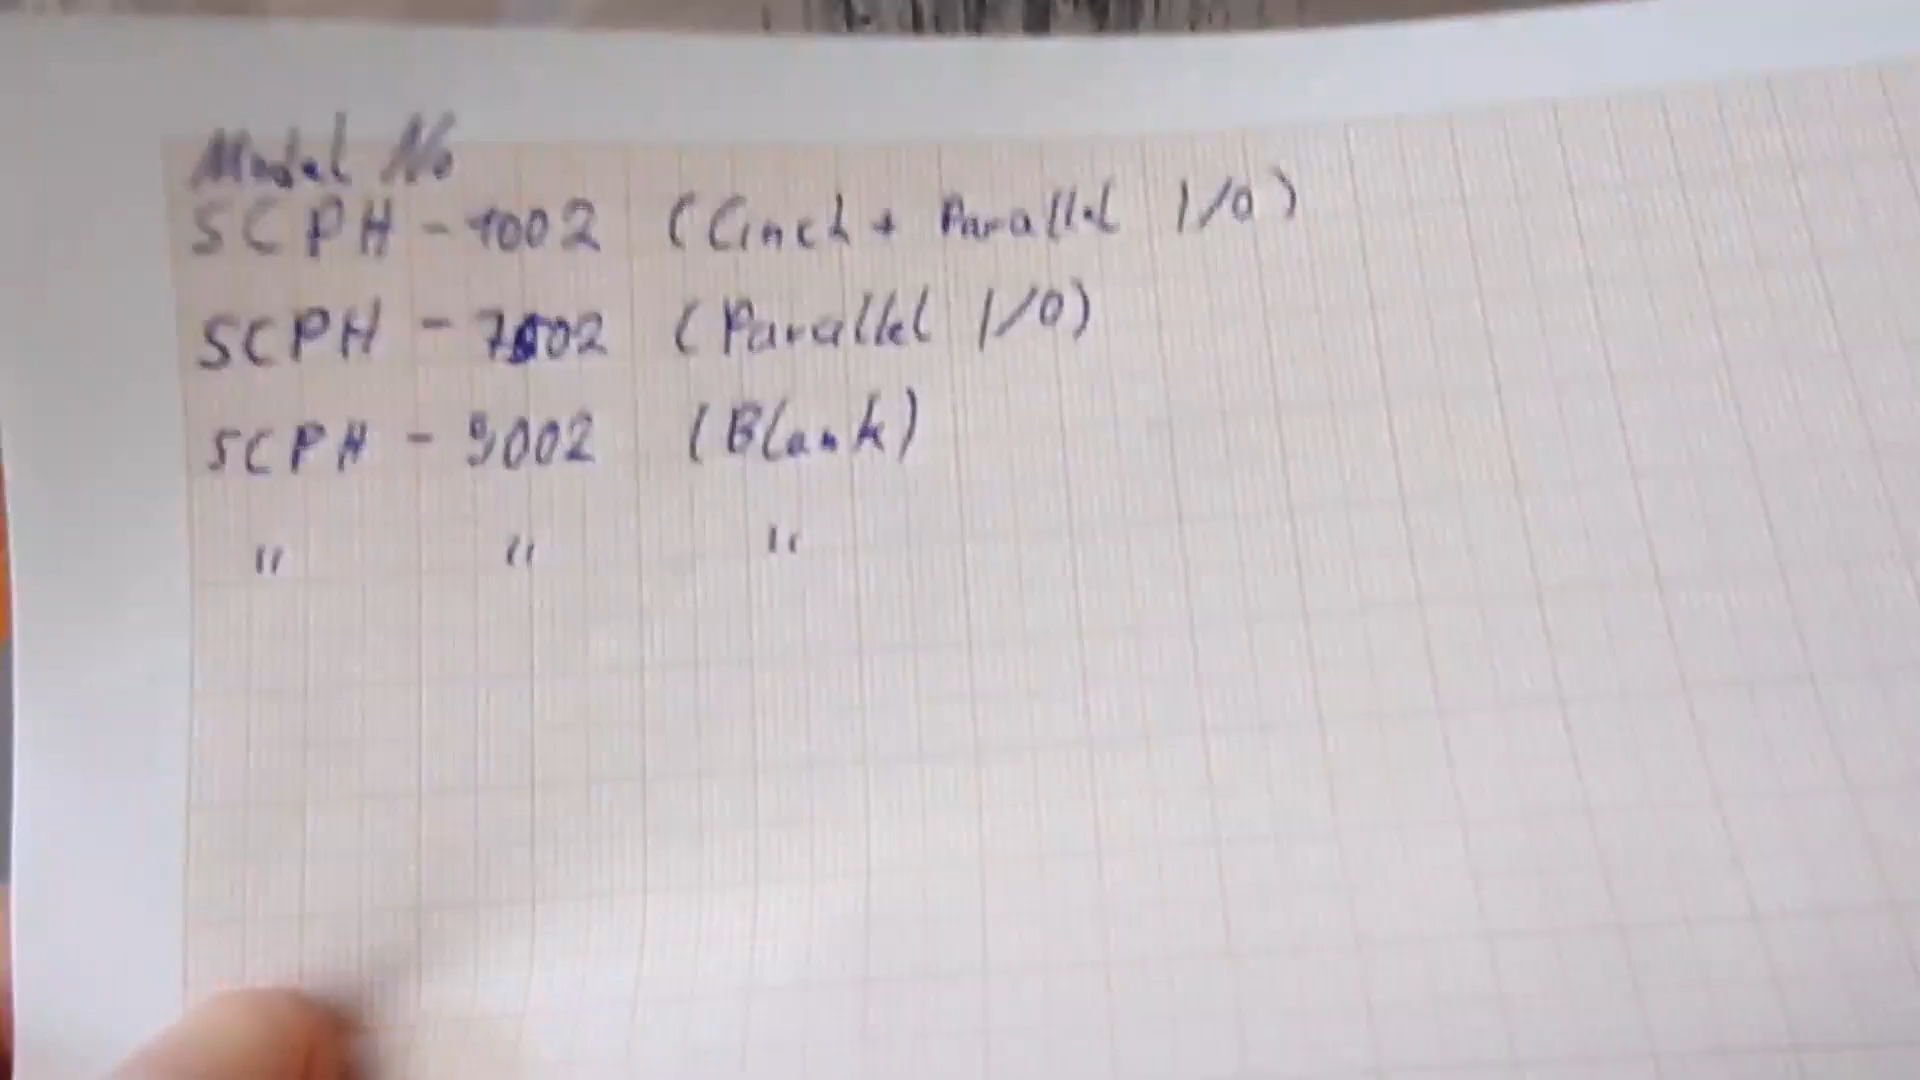 Model No
SCPH - 1002 (Cinch + Parallel I/O)
SCPH - 7502 (Parallel I/O)
SCPH - 9002 (Blank)
" " "